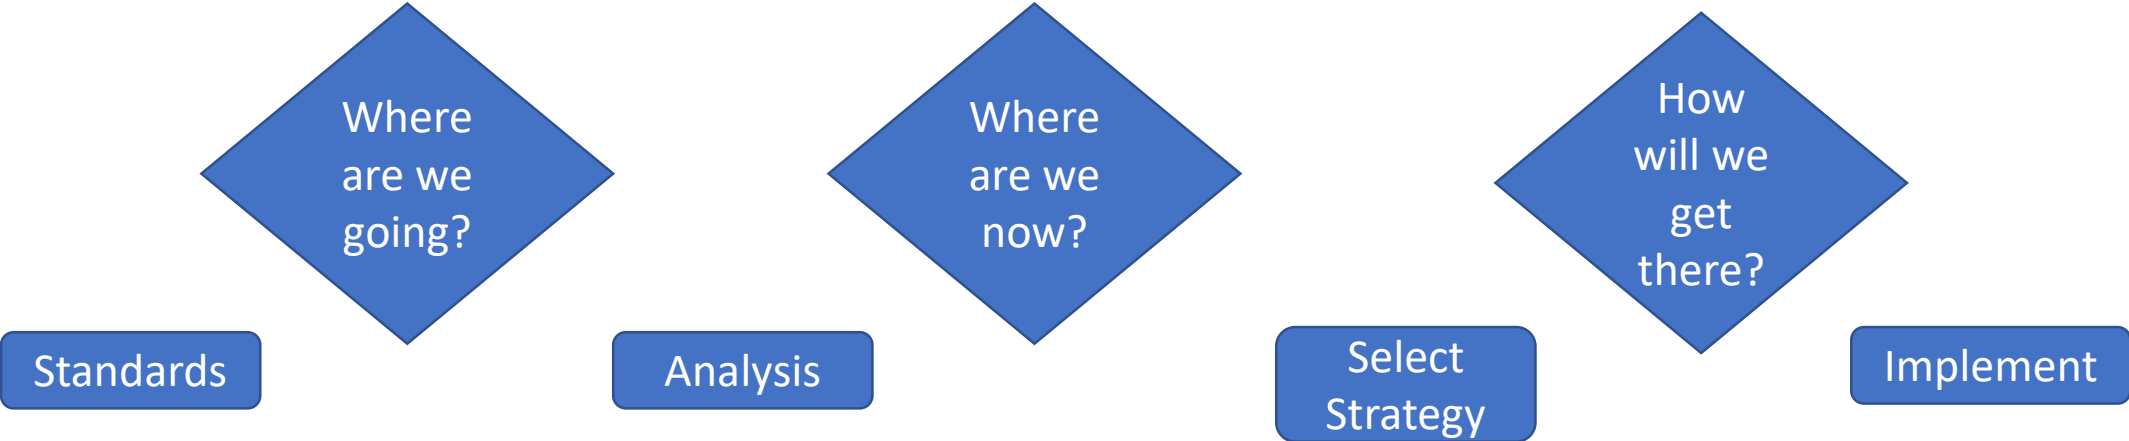 Where
are we
going?
Where
are we
now?
How
will we
get
there?
Standards
Analysis
Select
Strategy
Implement